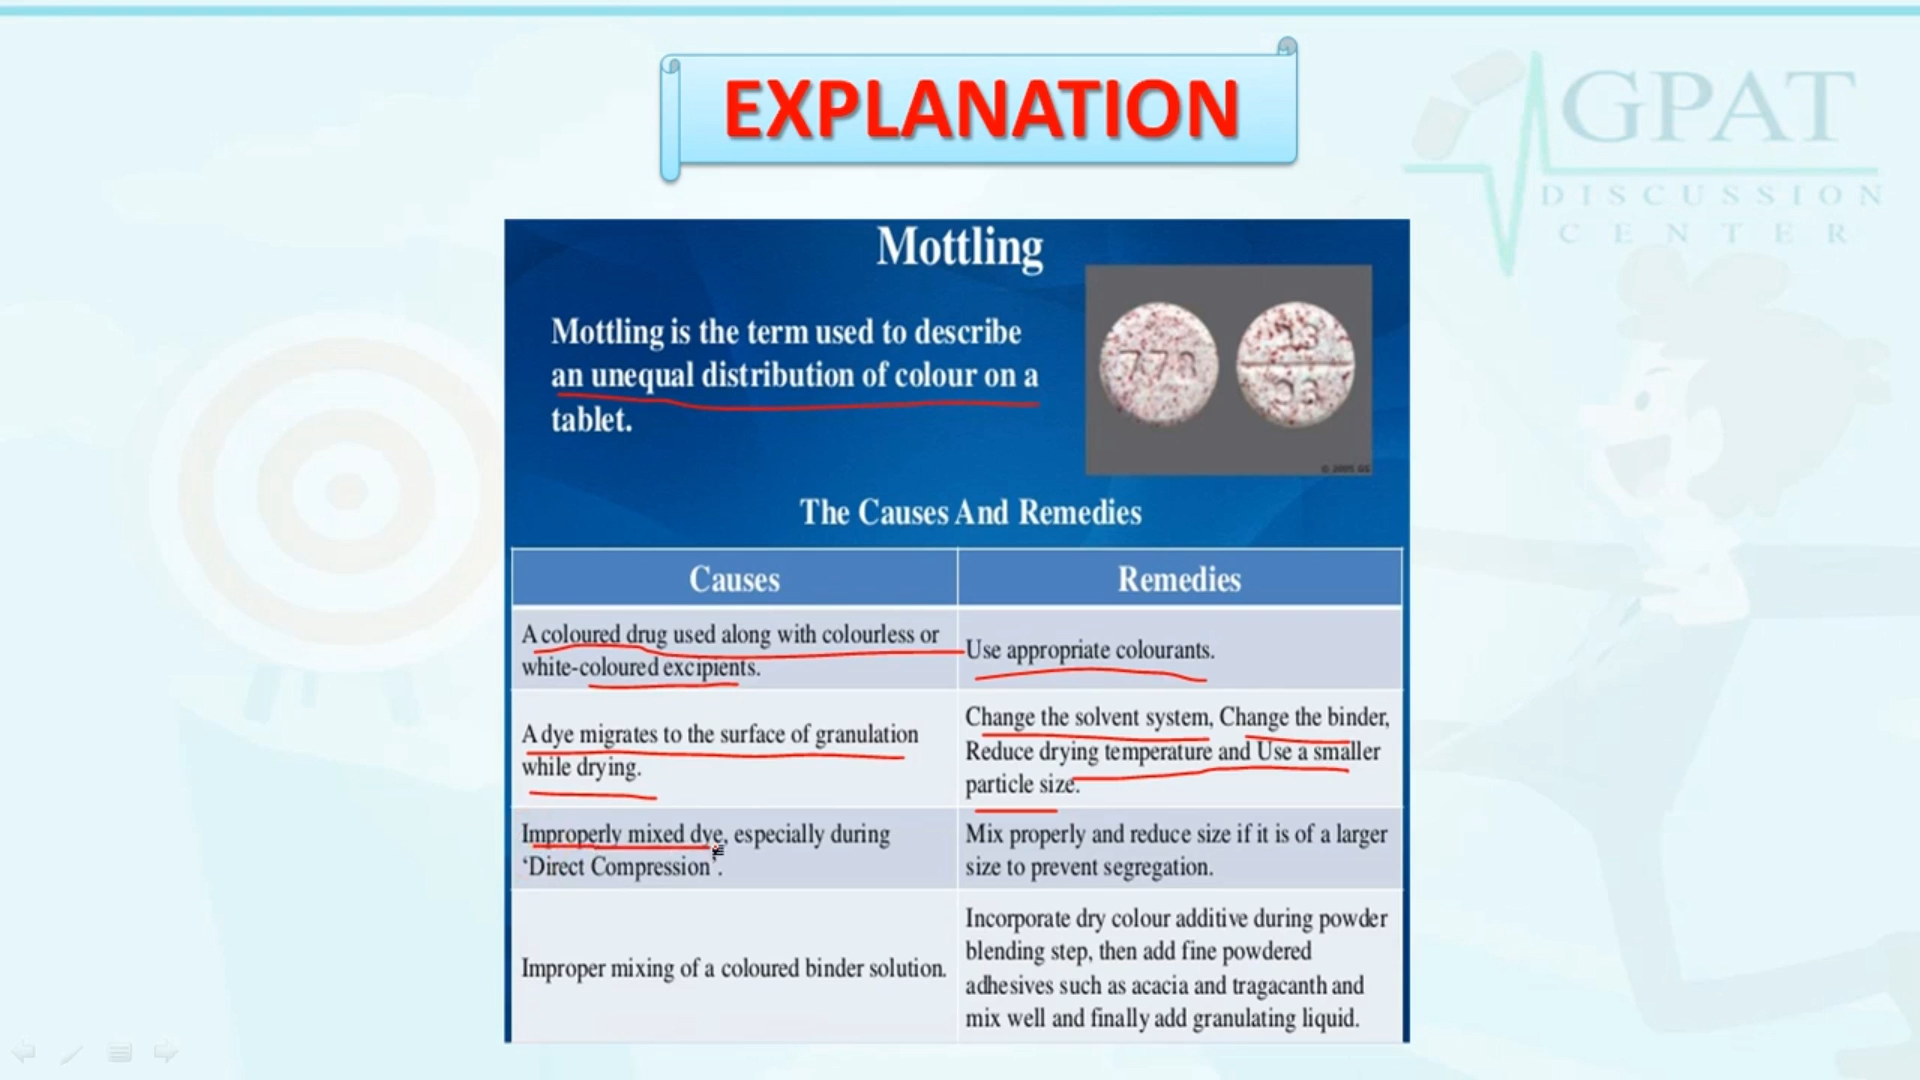 EXPLANATION
GPAT
DISCUSSION
CENTER
Mottling
Mottling is the term used to describe
an unequal distribution of colour on a
tablet.
The Causes And Remedies
Causes
Remedies
A coloured drug used along with colourless or
white-coloured excipients.
Use appropriate colourants.
A dye migrates to the surface of granulation
while drying.
Change the solvent system, Change the binder,
Reduce drying temperature and Use a smaller
particle size.
Improperly mixed dye, especially during
‘Direct Compression’.
Mix properly and reduce size if it is of a larger
size to prevent segregation.
Improper mixing of a coloured binder solution.
Incorporate dry colour additive during powder
blending step, then add fine powdered
adhesives such as acacia and tragacanth and
mix well and finally add granulating liquid.